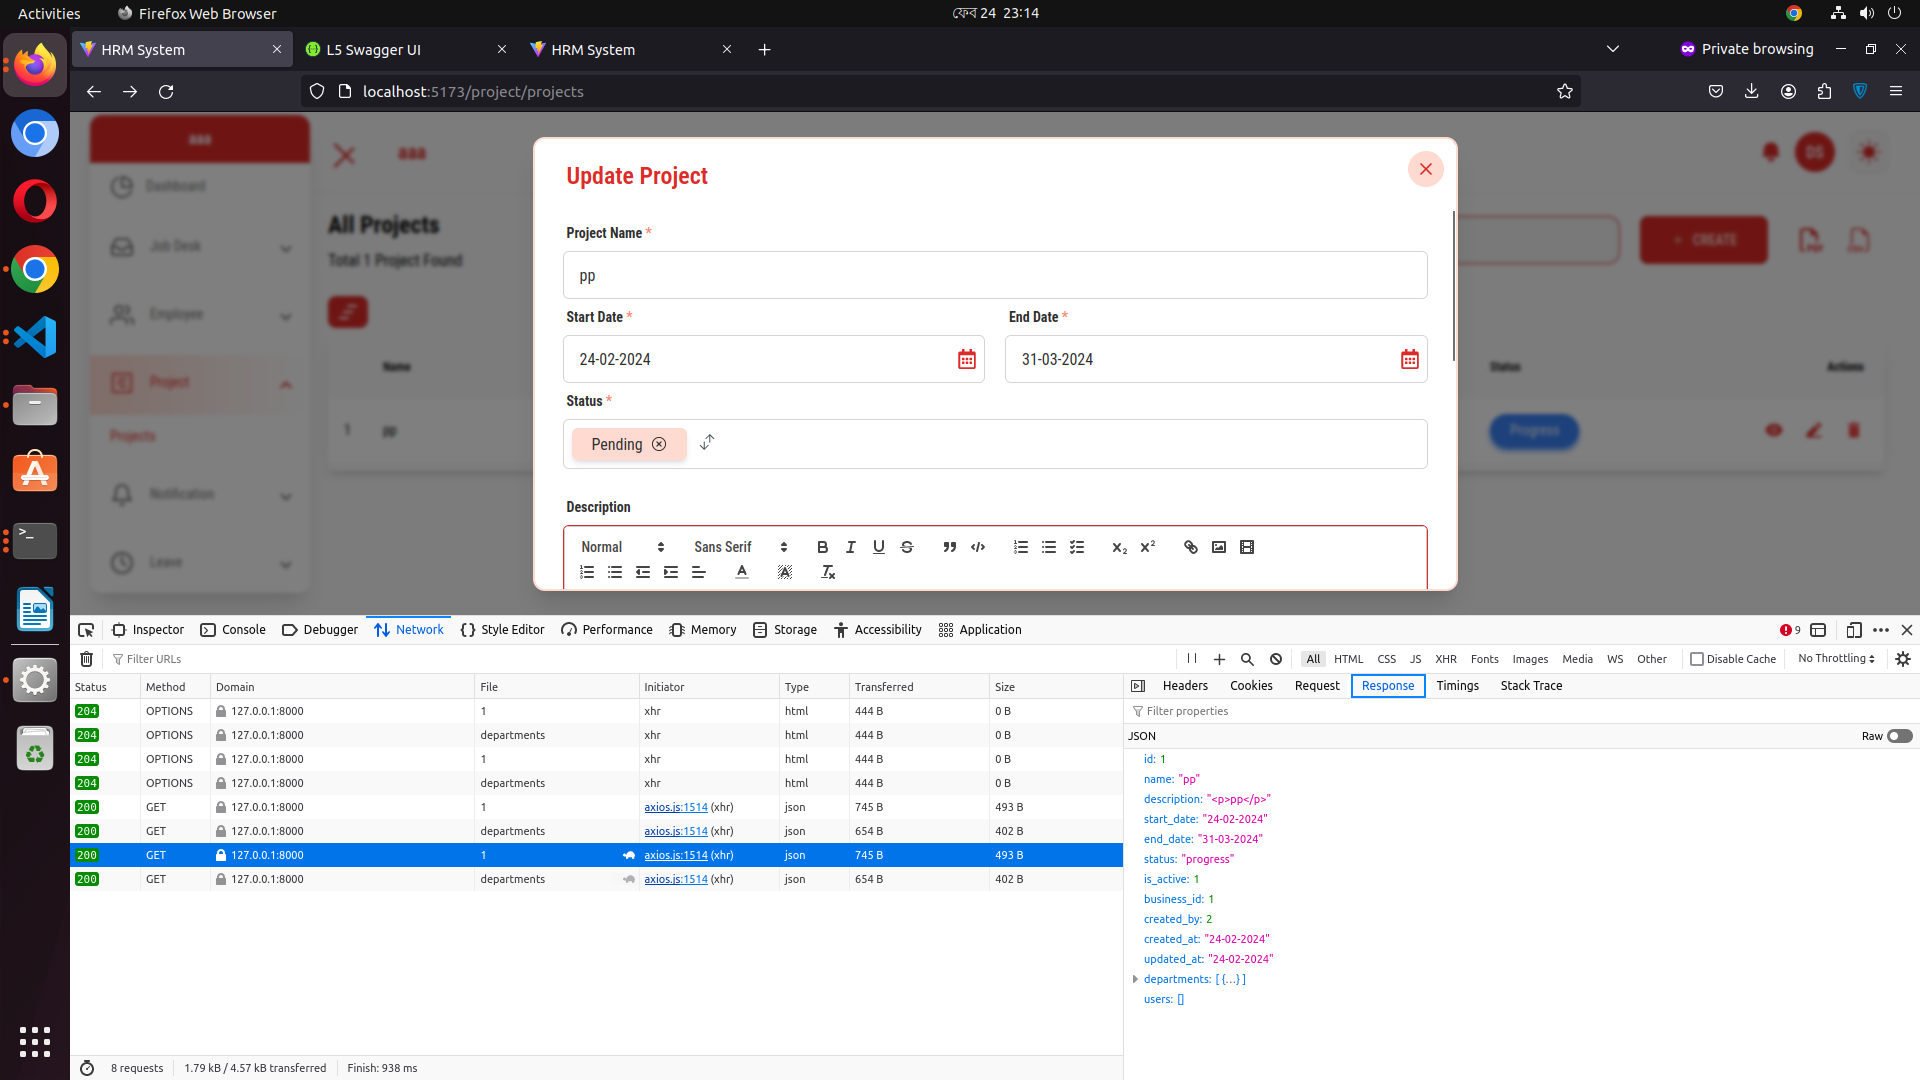 Activities
Firefox Web Browser
ফেব 24 23:14
HRM System
L5 Swagger UI
HRM System
Private browsing
localhost:5173/project/projects
aaa
aaa
DS
Dashboard
Job Desk
Employee
Project
Projects
Notification
Leave
All Projects
Total 1 Project Found
+ CREATE
Name
Status
Actions
1
pp
Progress
Update Project
Project Name *
pp
Start Date *
End Date *
24-02-2024
31-03-2024
Status *
Pending
Description
Normal
Sans Serif
Inspector
Console
Debugger
Network
Style Editor
Performance
Memory
Storage
Accessibility
Application
9
Filter URLs
All HTML CSS JS XHR Fonts Images Media WS Other
Disable Cache
No Throttling
Status Method Domain File Initiator Type Transferred Size
204 OPTIONS 127.0.0.1:8000 1 xhr html 444 B 0 B
204 OPTIONS 127.0.0.1:8000 departments xhr html 444 B 0 B
204 OPTIONS 127.0.0.1:8000 1 xhr html 444 B 0 B
204 OPTIONS 127.0.0.1:8000 departments xhr html 444 B 0 B
200 GET 127.0.0.1:8000 1 axios.js:1514 (xhr) json 745 B 493 B
200 GET 127.0.0.1:8000 departments axios.js:1514 (xhr) json 654 B 402 B
200 GET 127.0.0.1:8000 1 axios.js:1514 (xhr) json 745 B 493 B
200 GET 127.0.0.1:8000 departments axios.js:1514 (xhr) json 654 B 402 B
8 requests
1.79 kB / 4.57 kB transferred
Finish: 938 ms
Headers Cookies Request Response Timings Stack Trace
Filter properties
JSON
Raw
id: 1
name: "pp"
description: "<p>pp</p>"
start_date: "24-02-2024"
end_date: "31-03-2024"
status: "progress"
is_active: 1
business_id: 1
created_by: 2
created_at: "24-02-2024"
updated_at: "24-02-2024"
departments: [ {…} ]
users: []